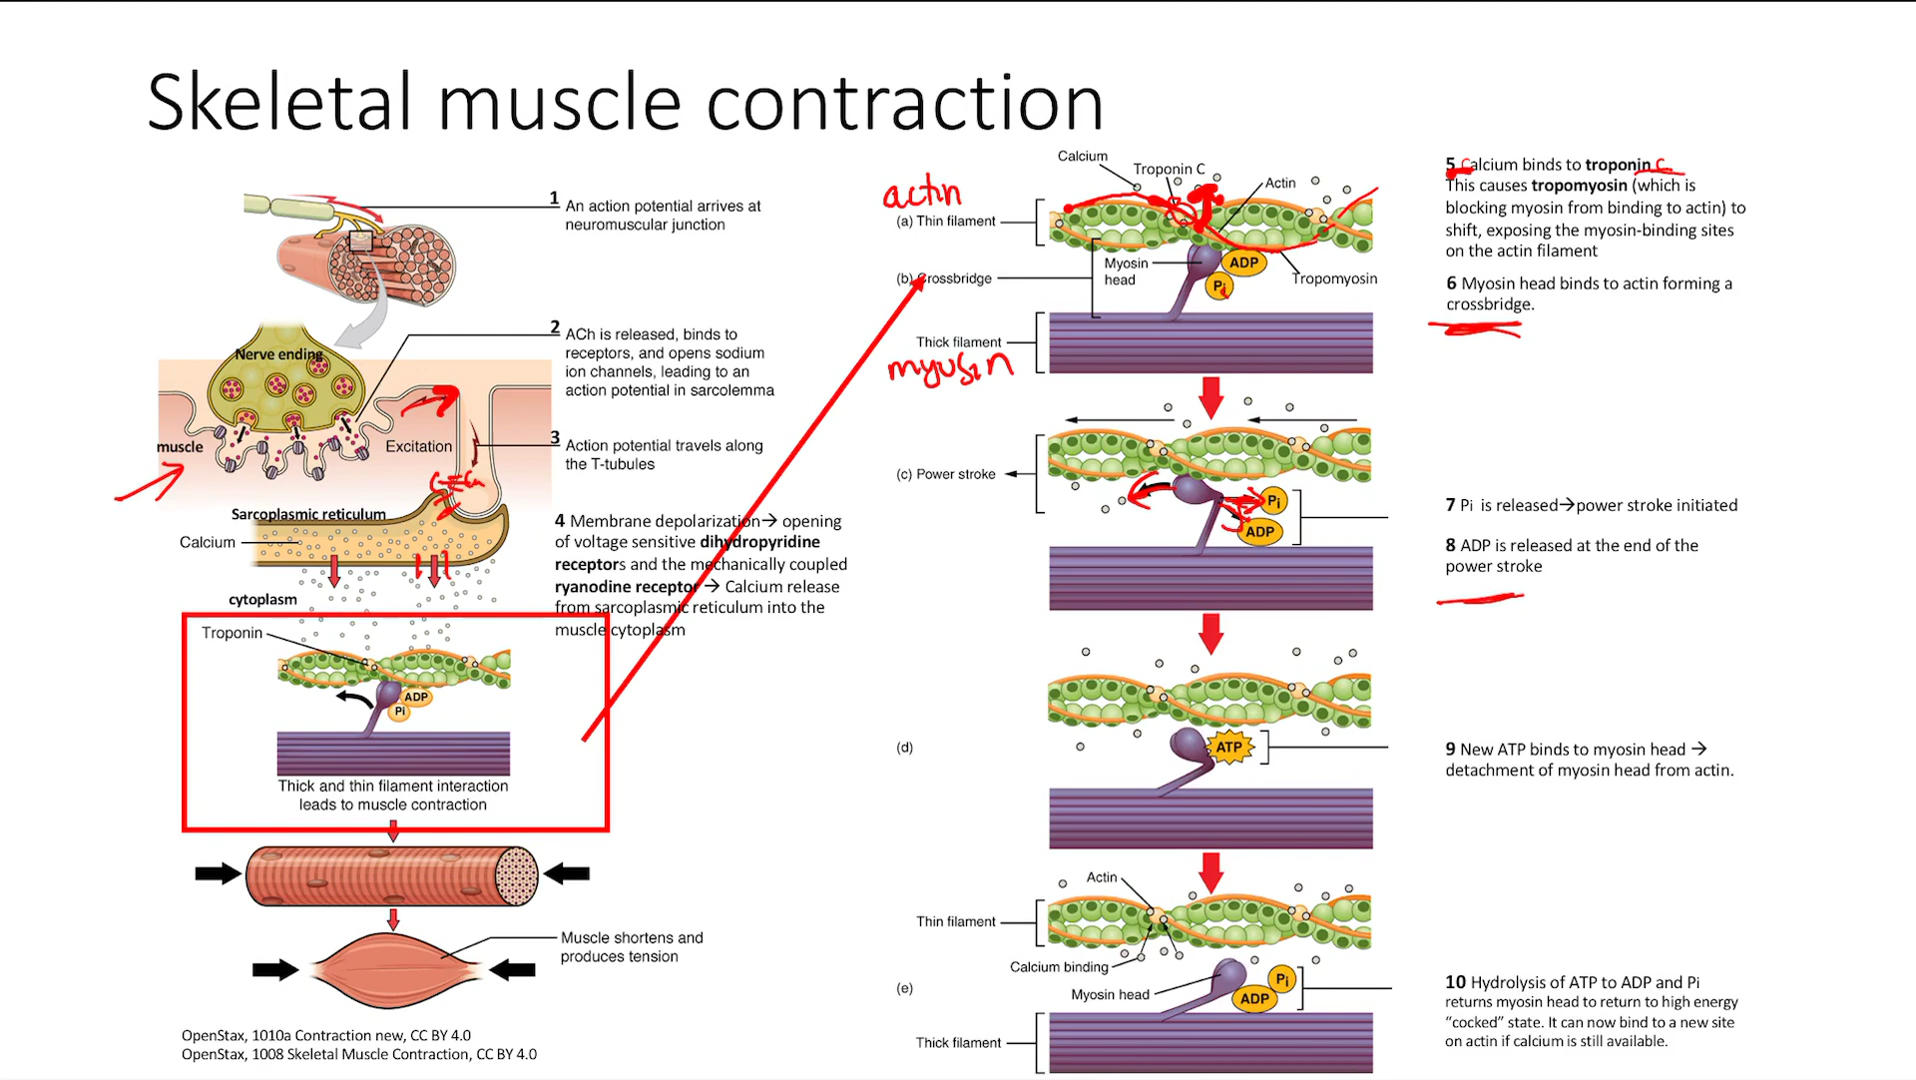 Skeletal muscle contraction
1 An action potential arrives at
neuromuscular junction
Nerve ending
2 ACh is released, binds to
receptors, and opens sodium
ion channels, leading to an
action potential in sarcolemma
muscle
Excitation
3 Action potential travels along
the T-tubules
Sarcoplasmic reticulum
Calcium
4 Membrane depolarization→ opening
of voltage sensitive dihydropyridine
receptors and the mechanically coupled
ryanodine receptor → Calcium release
from sarcoplasmic reticulum into the
muscle cytoplasm
cytoplasm
Troponin
ADP
Pi
Thick and thin filament interaction
leads to muscle contraction
Muscle shortens and
produces tension
OpenStax, 1010a Contraction new, CC BY 4.0
OpenStax, 1008 Skeletal Muscle Contraction, CC BY 4.0
Calcium
Troponin C
Actin
actin
(a) Thin filament
(b) Crossbridge
Myosin
head
ADP
Pi
Tropomyosin
Thick filament
myosin
(c) Power stroke
Pi
ADP
(d)
ATP
Actin
Thin filament
Calcium binding
(e)
Myosin head
Pi
ADP
Thick filament
5 Calcium binds to troponin C.
This causes tropomyosin (which is
blocking myosin from binding to actin) to
shift, exposing the myosin-binding sites
on the actin filament
6 Myosin head binds to actin forming a
crossbridge.
7 Pi is released→power stroke initiated
8 ADP is released at the end of the
power stroke
9 New ATP binds to myosin head →
detachment of myosin head from actin.
10 Hydrolysis of ATP to ADP and Pi
returns myosin head to return to high energy
“cocked” state. It can now bind to a new site
on actin if calcium is still available.